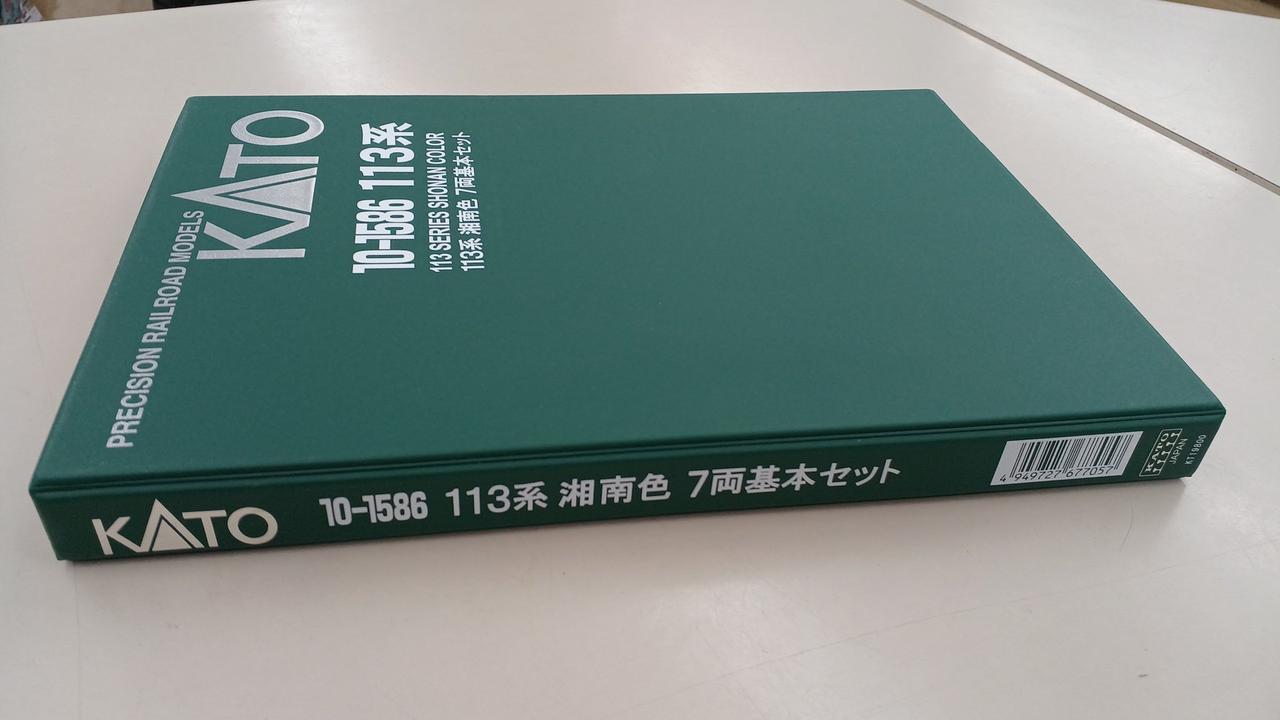 PRECISION RAILROAD MODELS
KATO
10-1586 113系
113 SERIES SHONAN COLOR
113系 湘南色 7両基本セット
KATO 10-1586 113系 湘南色 7両基本セット
4 949727 677057
KATO
JAPAN
KT19800